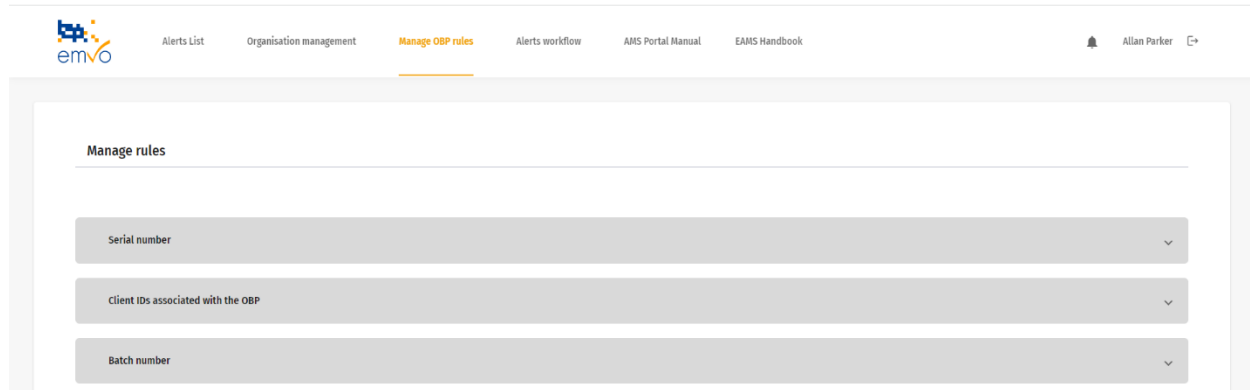 emvo
Alerts List
Organisation management
Manage OBP rules
Alerts workflow
AMS Portal Manual
EAMS Handbook
Allan Parker
Manage rules
Serial number
Client IDs associated with the OBP
Batch number